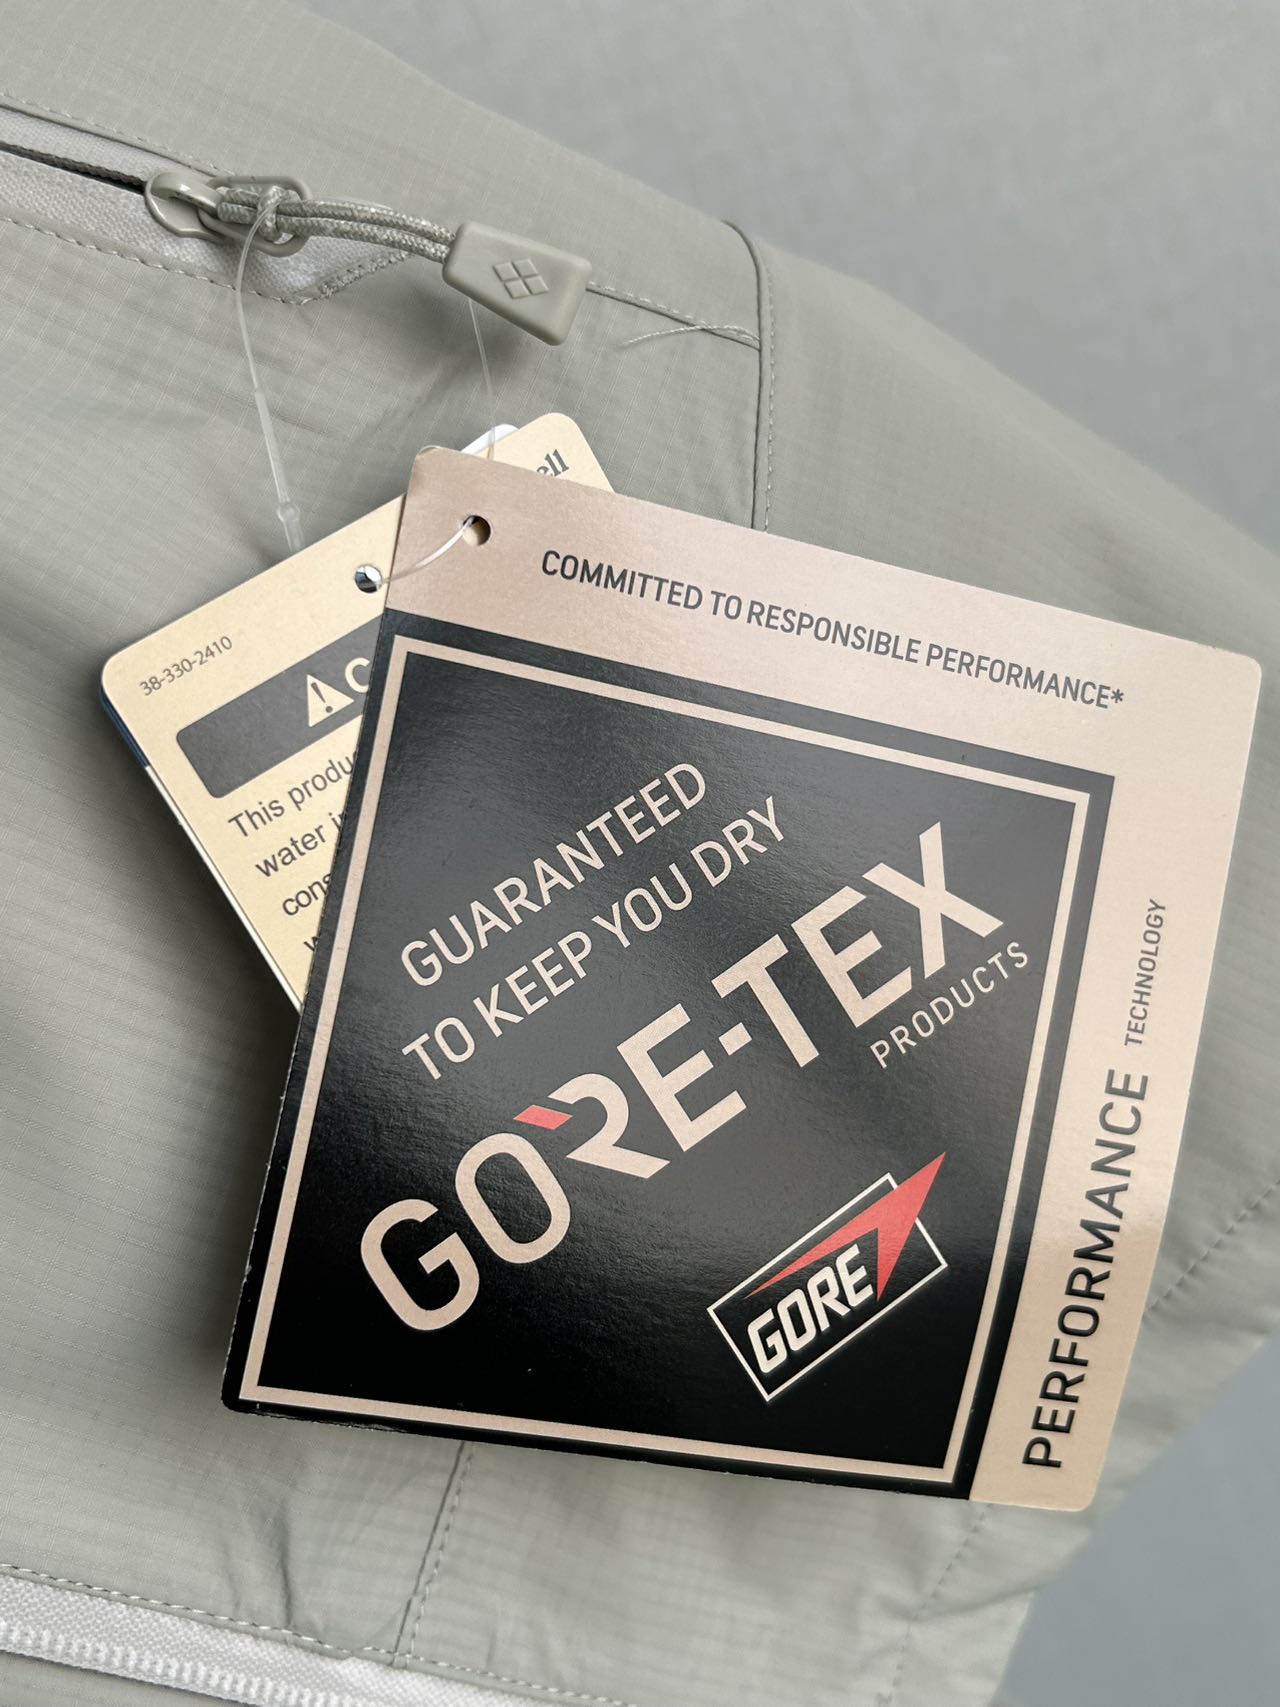 COMMITTED TO RESPONSIBLE PERFORMANCE*
GUARANTEED
TO KEEP YOU DRY
GORE-TEX
PRODUCTS
GORE
PERFORMANCE TECHNOLOGY
ell
38-330-2410
C
This produ
water i
cons
w